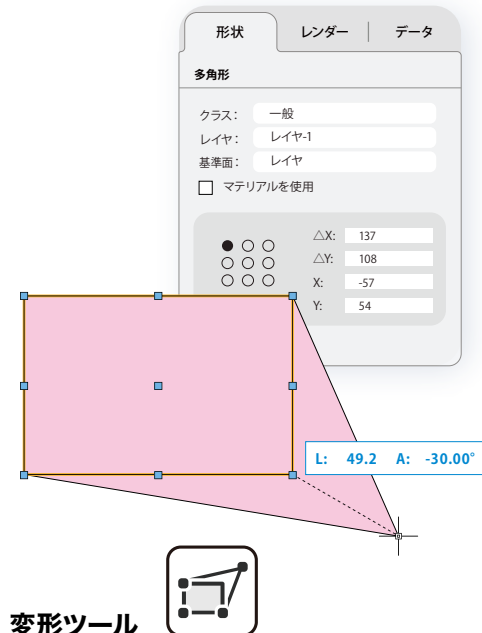 形状 レンダー データ
多角形
クラス： 一般
レイヤ： レイヤ-1
基準面： レイヤ
マテリアルを使用
△X: 137
△Y: 108
X: -57
Y: 54
L: 49.2 A: -30.00°
変形ツール